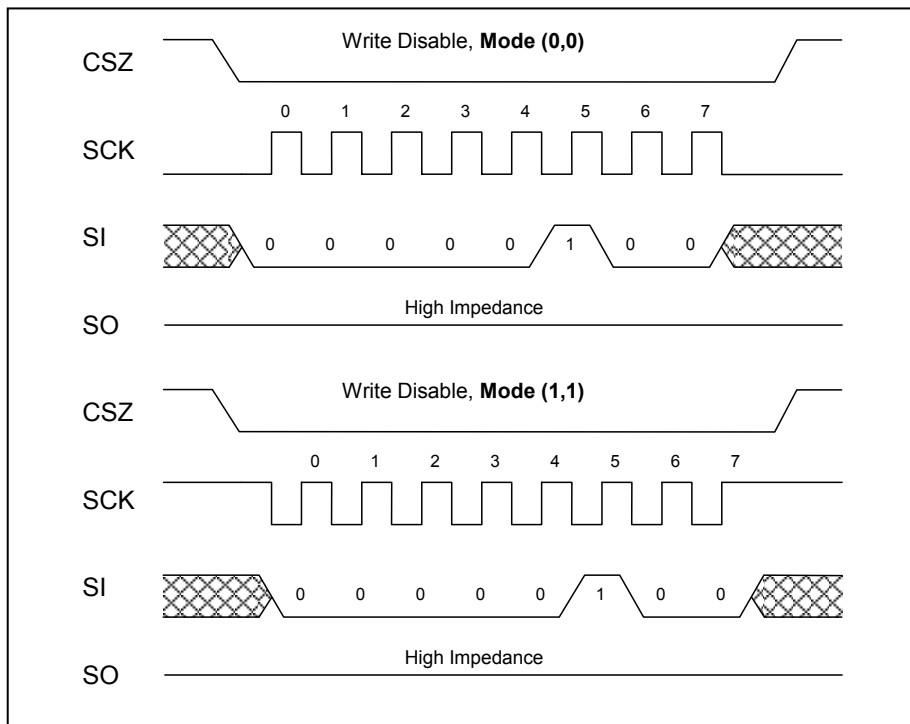 Write Disable, Mode (0,0)
CSZ
0 1 2 3 4 5 6 7
SCK
SI
0 0 0 0 0 1 0 0
High Impedance
SO
Write Disable, Mode (1,1)
CSZ
0 1 2 3 4 5 6 7
SCK
SI
0 0 0 0 0 1 0 0
High Impedance
SO